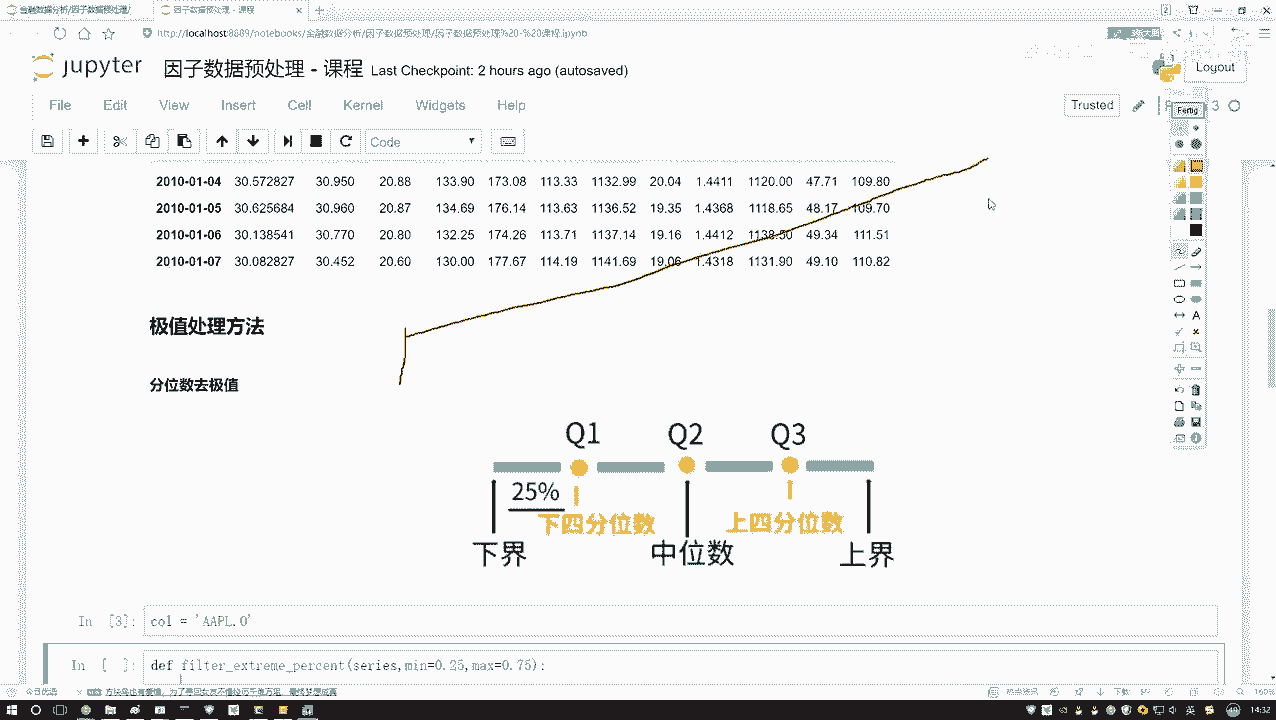 金融数据分析/因子数据预处理/
因子数据预处理 - 课程
http://localhost:8889/notebooks/金融数据分析/因子数据预处理/因子数据预处理%20-%20课程.ipynb
jupyter 因子数据预处理 - 课程 Last Checkpoint: 2 hours ago (autosaved)
Logout
File Edit View Insert Cell Kernel Widgets Help
Trusted
3
Fertig
Code
2010-01-04 30.572827 30.950 20.88 133.90 173.08 113.33 1132.99 20.04 1.4411 1120.00 47.71 109.80
2010-01-05 30.625684 30.960 20.87 134.69 176.14 113.63 1136.52 19.35 1.4368 1118.65 48.17 109.70
2010-01-06 30.138541 30.770 20.80 132.25 174.26 113.71 1137.14 19.16 1.4412 1138.50 49.34 111.51
2010-01-07 30.082827 30.452 20.60 130.00 177.67 114.19 1141.69 19.06 1.4318 1131.90 49.10 110.82
极值处理方法
分位数去极值
Q1 Q2 Q3
25%
下四分位数 上四分位数
下界 中位数 上界
In [3]: col = 'AAPL.O'
In [ ]: def filter_extreme_percent(series,min=0.25,max=0.75):
今日优选
下载
160%
英
14:32